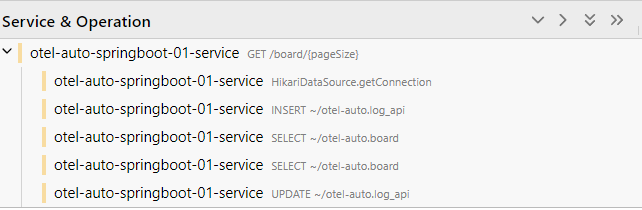 Service & Operation
otel-auto-springboot-01-service GET /board/{pageSize}
otel-auto-springboot-01-service HikariDataSource.getConnection
otel-auto-springboot-01-service INSERT ~/otel-auto.log_api
otel-auto-springboot-01-service SELECT ~/otel-auto.board
otel-auto-springboot-01-service SELECT ~/otel-auto.board
otel-auto-springboot-01-service UPDATE ~/otel-auto.log_api